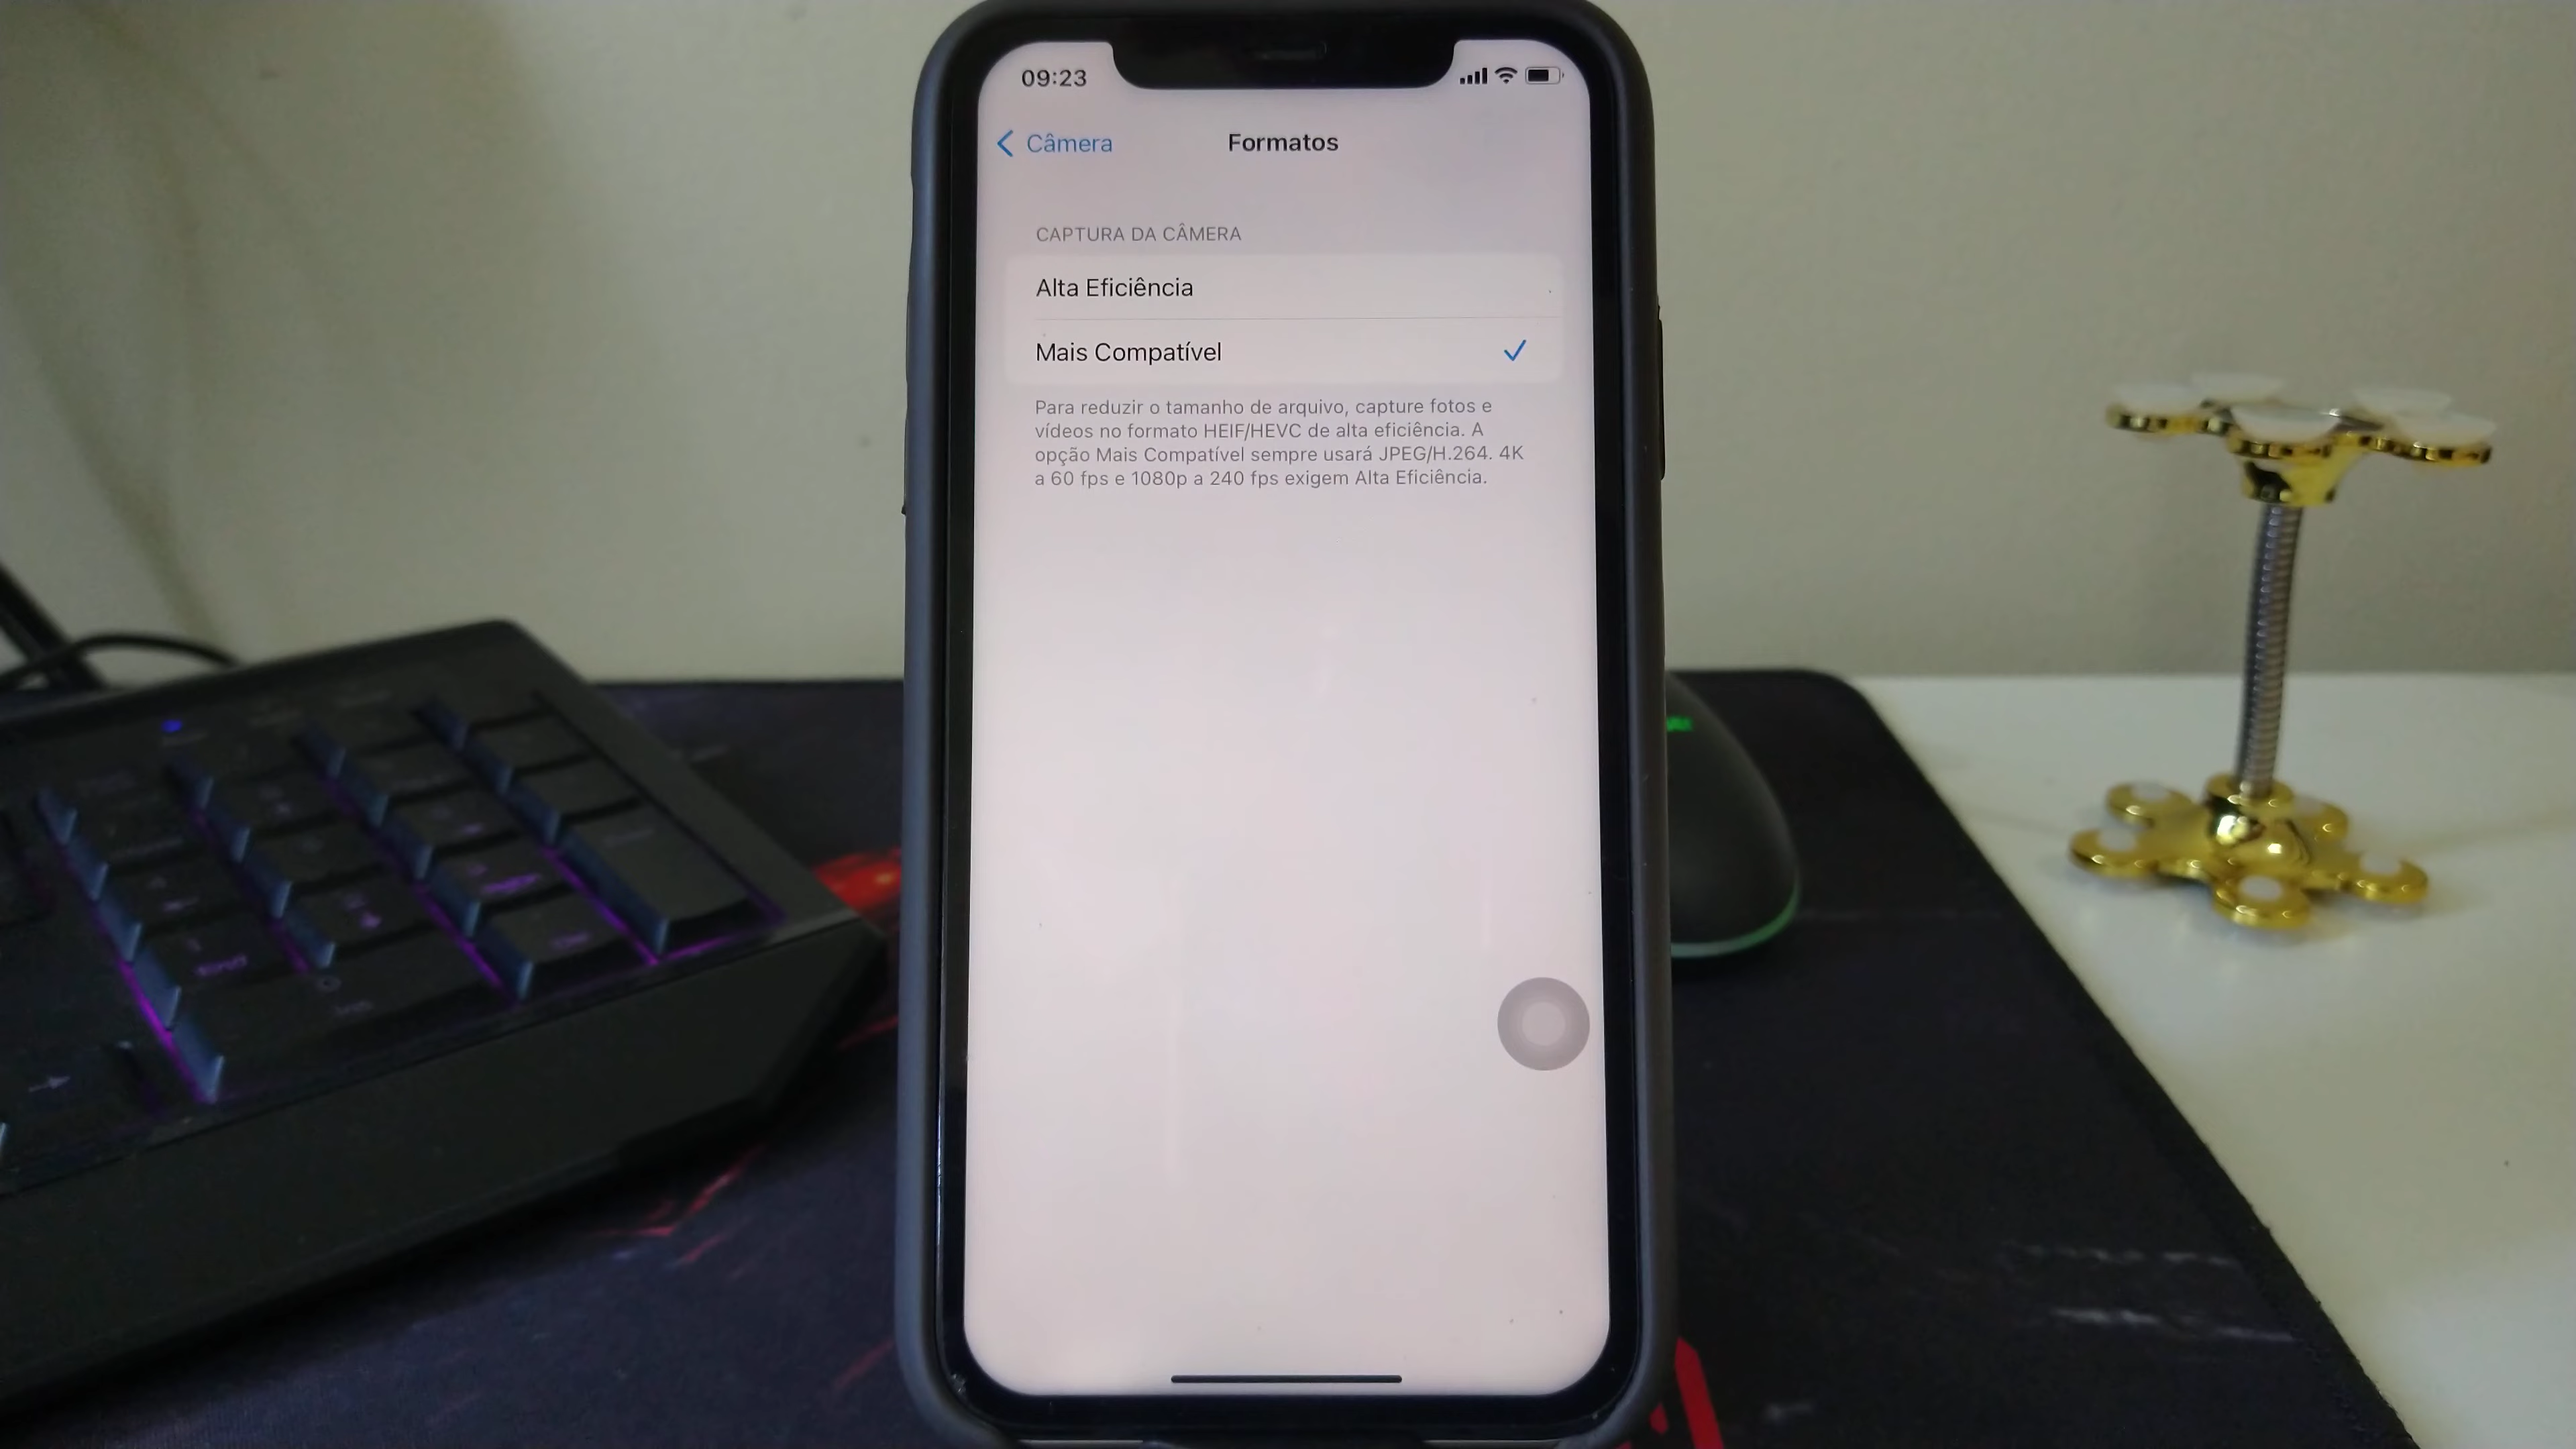 09:23
Câmera
Formatos
CAPTURA DA CÂMERA
Alta Eficiência
Mais Compatível
Para reduzir o tamanho de arquivo, capture fotos e
vídeos no formato HEIF/HEVC de alta eficiência. A
opção Mais Compatível sempre usará JPEG/H.264. 4K
a 60 fps e 1080p a 240 fps exigem Alta Eficiência.